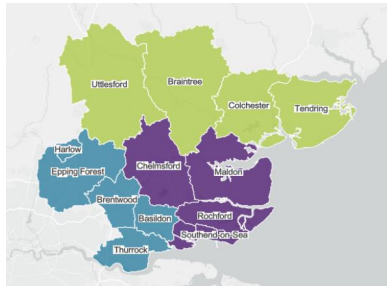 Uttlesford
Braintree
Colchester
Tendring
Harlow
Epping Forest
Chelmsford
Maldon
Brentwood
Basildon
Rochford
Southend-on-Sea
Thurrock